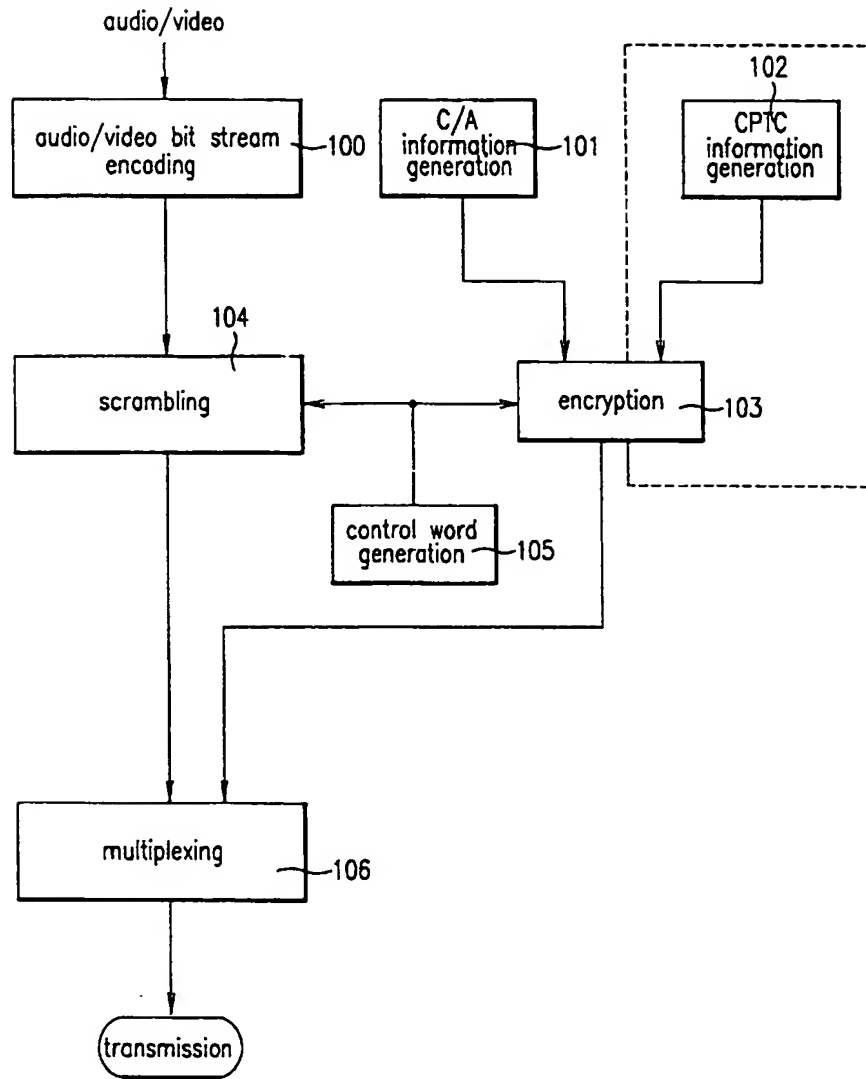 audio/video
audio/video bit stream
encoding
100
C/A
information
generation
101
102
CPTC
information
generation
104
scrambling
encryption
103
control word
generation
105
multiplexing
106
transmission